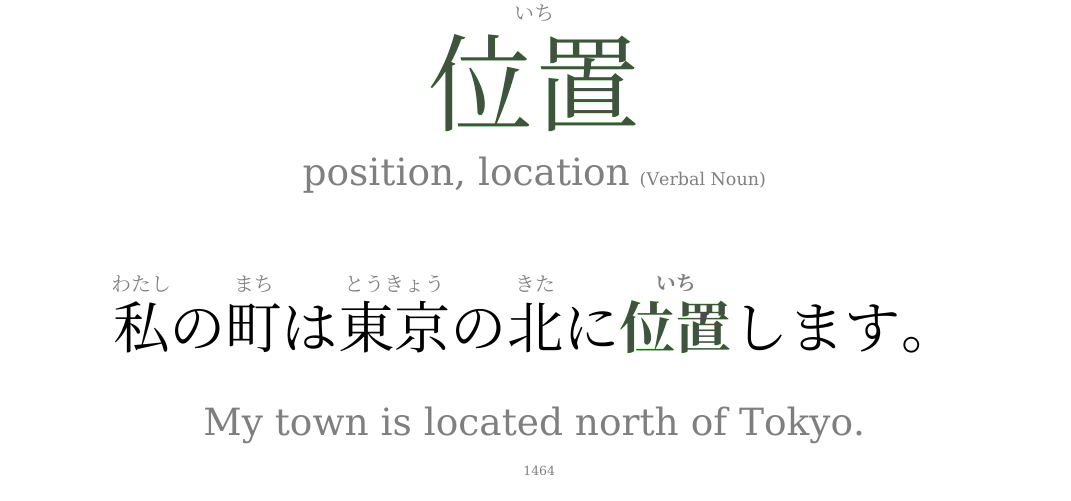 いち
位置
position, location (Verbal Noun)
わたし まち とうきょう きた いち
私の町は東京の北に位置します。
My town is located north of Tokyo.
1464